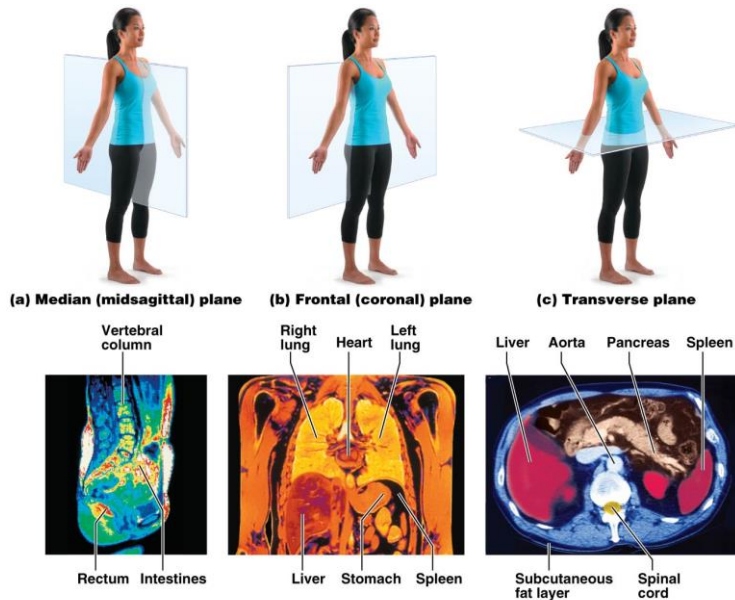 (a) Median (midsagittal) plane
(b) Frontal (coronal) plane
(c) Transverse plane
Vertebral
column
Rectum
Intestines
Right
lung
Heart
Left
lung
Liver
Stomach
Spleen
Liver
Aorta
Pancreas
Spleen
Subcutaneous
fat layer
Spinal
cord